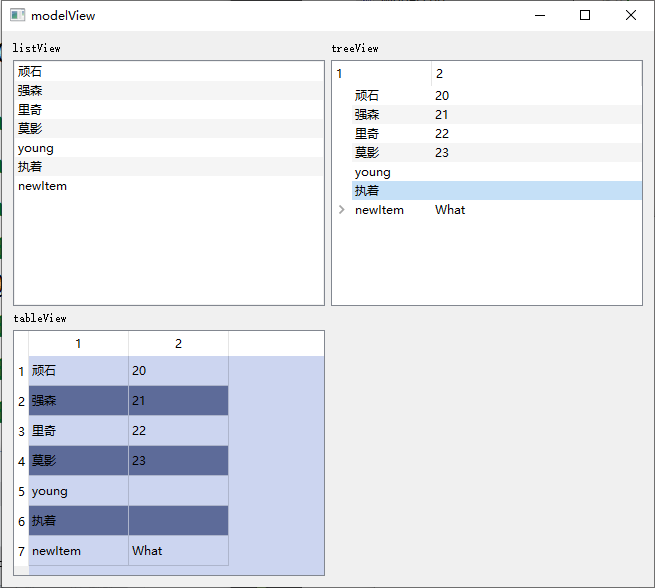 modelView
listView
顽石
强森
里奇
莫影
young
执着
newItem
treeView
1 2
顽石 20
强森 21
里奇 22
莫影 23
young
执着
newItem What
tableView
1 2
1 顽石 20
2 强森 21
3 里奇 22
4 莫影 23
5 young
6 执着
7 newItem What